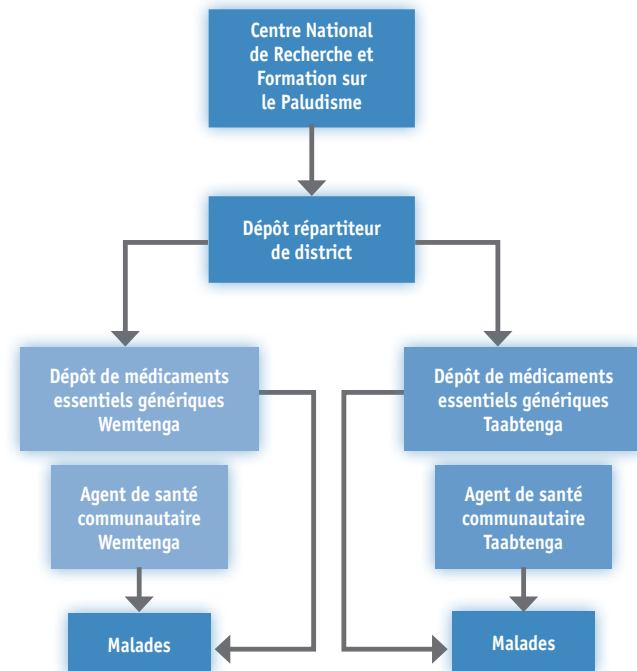 Centre National
de Recherche et
Formation sur
le Paludisme
Dépôt répartiteur
de district
Dépôt de médicaments
essentiels génériques
Wemtenga
Dépôt de médicaments
essentiels génériques
Taabtenga
Agent de santé
communautaire
Wemtenga
Agent de santé
communautaire
Taabtenga
Malades
Malades